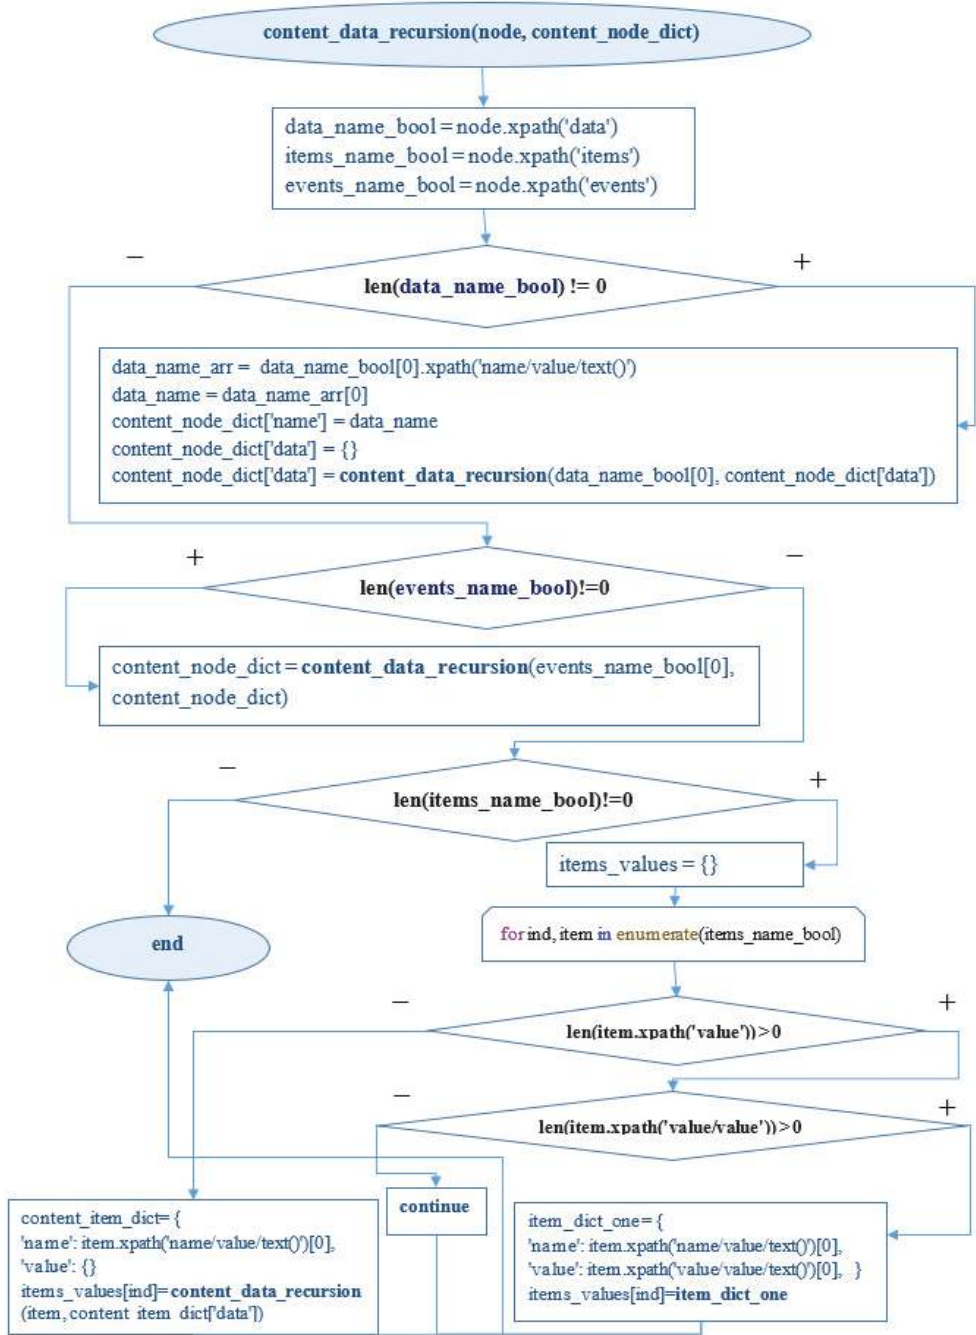 content_data_recursion(node, content_node_dict)
data_name_bool = node.xpath('data')
items_name_bool = node.xpath('items')
events_name_bool = node.xpath('events')
−
+
len(data_name_bool) != 0
data_name_arr = data_name_bool[0].xpath('name/value/text()')
data_name = data_name_arr[0]
content_node_dict['name'] = data_name
content_node_dict['data'] = {}
content_node_dict['data'] = content_data_recursion(data_name_bool[0], content_node_dict['data'])
+
−
len(events_name_bool)!=0
content_node_dict = content_data_recursion(events_name_bool[0],
content_node_dict)
−
+
len(items_name_bool)!=0
items_values = {}
for ind, item in enumerate(items_name_bool)
end
−
+
len(item.xpath('value'))>0
−
+
len(item.xpath('value/value'))>0
continue
content_item_dict= {
'name': item.xpath('name/value/text()')[0],
'value': {}
items_values[ind]=content_data_recursion
(item, content_item_dict['data'])
item_dict_one= {
'name': item.xpath('name/value/text()')[0],
'value': item.xpath('value/value/text()')[0], }
items_values[ind]=item_dict_one